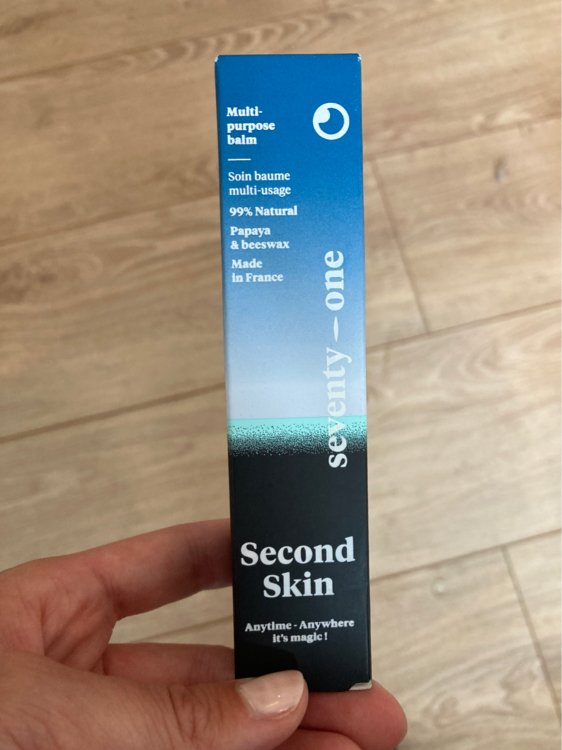 Multi-
purpose
balm
Soin baume
multi-usage
99% Natural
Papaya
& beeswax
Made
in France
seventy-one
Second
Skin
Anytime - Anywhere
it's magic !